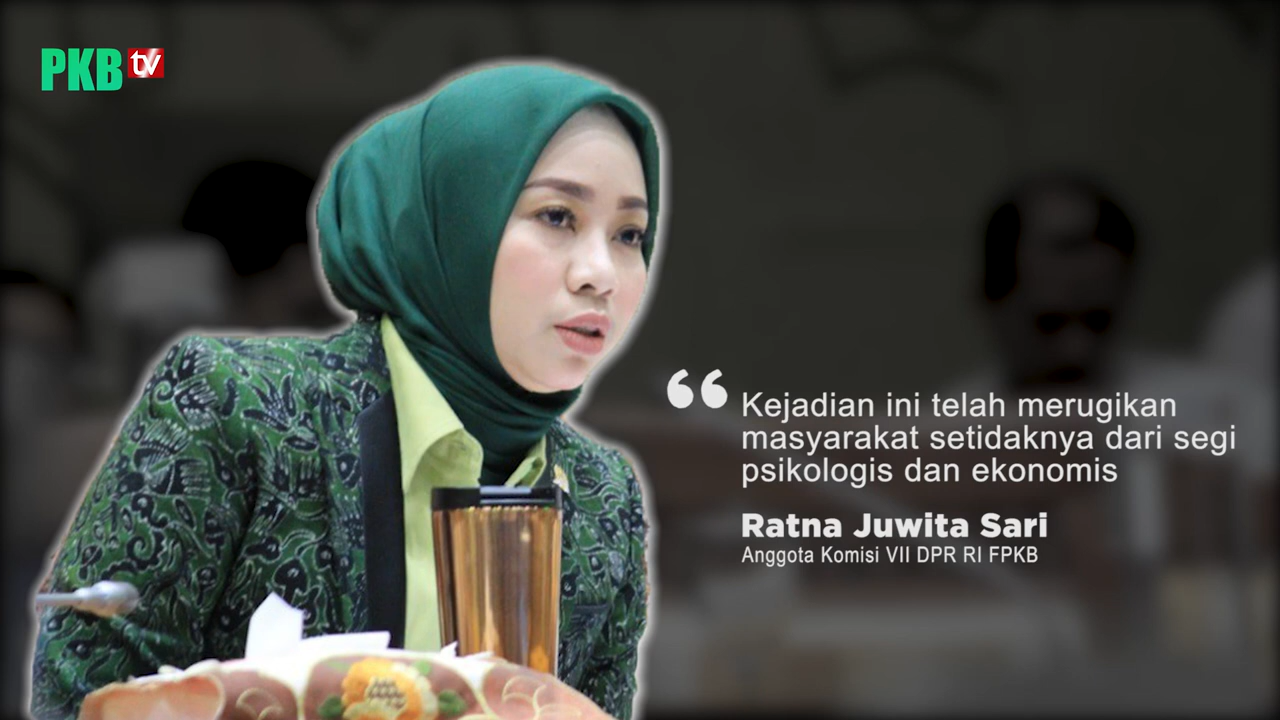 PKB tv
“ Kejadian ini telah merugikan
masyarakat setidaknya dari segi
psikologis dan ekonomis
Ratna Juwita Sari
Anggota Komisi VII DPR RI FPKB